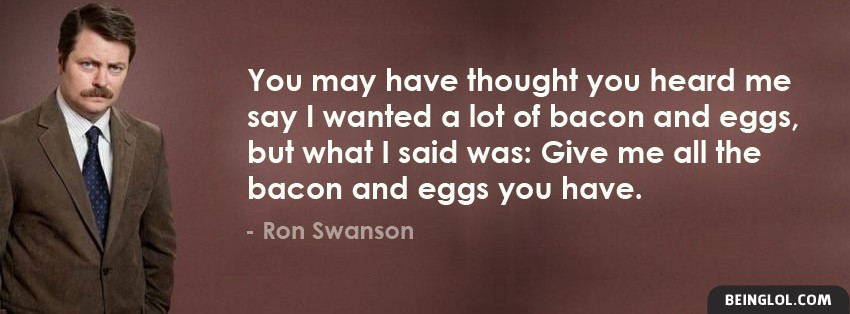 You may have thought you heard me
say I wanted a lot of bacon and eggs,
but what I said was: Give me all the
bacon and eggs you have.
- Ron Swanson
BEINGLOL.COM